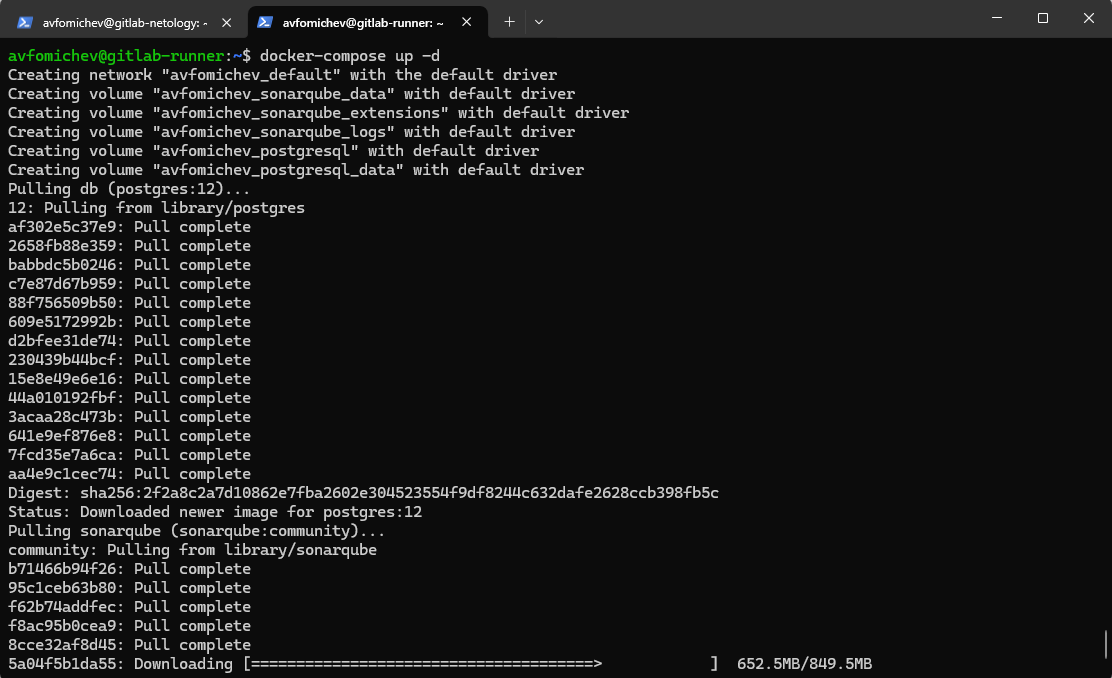 avfomichev@gitlab-netology: ~
avfomichev@gitlab-runner: ~
avfomichev@gitlab-runner:~$ docker-compose up -d
Creating network "avfomichev_default" with the default driver
Creating volume "avfomichev_sonarqube_data" with default driver
Creating volume "avfomichev_sonarqube_extensions" with default driver
Creating volume "avfomichev_sonarqube_logs" with default driver
Creating volume "avfomichev_postgresql" with default driver
Creating volume "avfomichev_postgresql_data" with default driver
Pulling db (postgres:12)...
12: Pulling from library/postgres
af302e5c37e9: Pull complete
2658fb88e359: Pull complete
babbdc5b0246: Pull complete
c7e87d67b959: Pull complete
88f756509b50: Pull complete
609e5172992b: Pull complete
d2bfee31de74: Pull complete
230439b44bcf: Pull complete
15e8e49e6e16: Pull complete
44a010192fbf: Pull complete
3acaa28c473b: Pull complete
641e9ef876e8: Pull complete
7fcd35e7a6ca: Pull complete
aa4e9c1cec74: Pull complete
Digest: sha256:2f2a8c2a7d10862e7fba2602e304523554f9df8244c632dafe2628ccb398fb5c
Status: Downloaded newer image for postgres:12
Pulling sonarqube (sonarqube:community)...
community: Pulling from library/sonarqube
b71466b94f26: Pull complete
95c1ceb63b80: Pull complete
f62b74addfec: Pull complete
f8ac95b0cea9: Pull complete
8cce32af8d45: Pull complete
5a04f5b1da55: Downloading [======================================>            ]  652.5MB/849.5MB